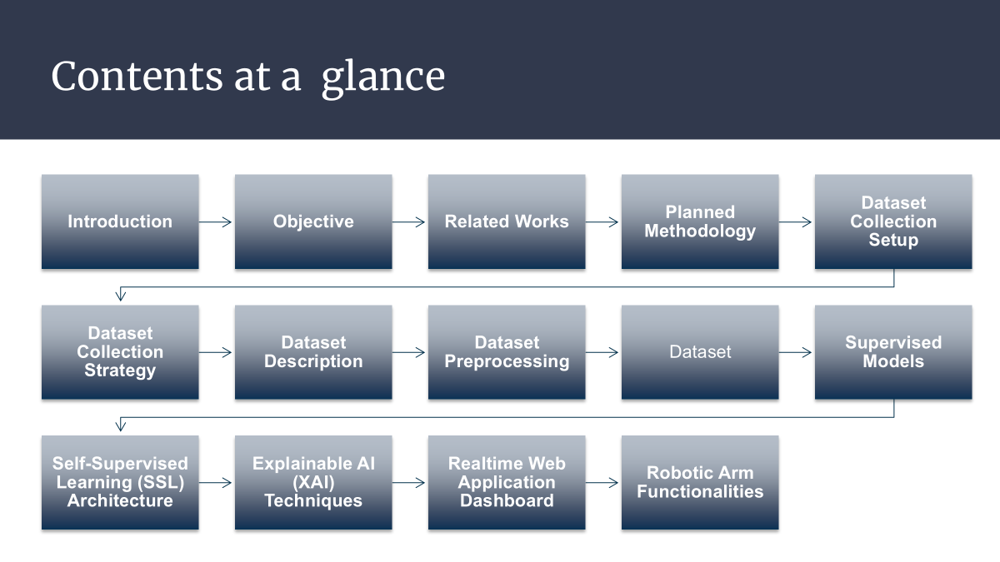 Contents at a  glance
Introduction
Objective
Related Works
Planned
Methodology
Dataset
Collection
Setup
Dataset
Collection
Strategy
Dataset
Description
Dataset
Preprocessing
Dataset
Supervised
Models
Self-Supervised
Learning (SSL)
Architecture
Explainable AI
(XAI)
Techniques
Realtime Web
Application
Dashboard
Robotic Arm
Functionalities